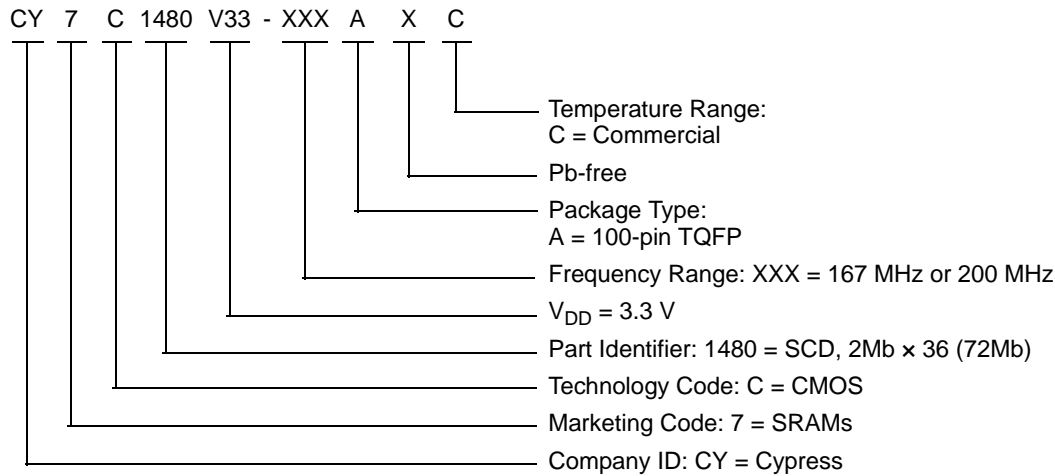 CY 7 C 1480 V33 - XXX A X C
Temperature Range:
C = Commercial
Pb-free
Package Type:
A = 100-pin TQFP
Frequency Range: XXX = 167 MHz or 200 MHz
VDD = 3.3 V
Part Identifier: 1480 = SCD, 2Mb × 36 (72Mb)
Technology Code: C = CMOS
Marketing Code: 7 = SRAMs
Company ID: CY = Cypress